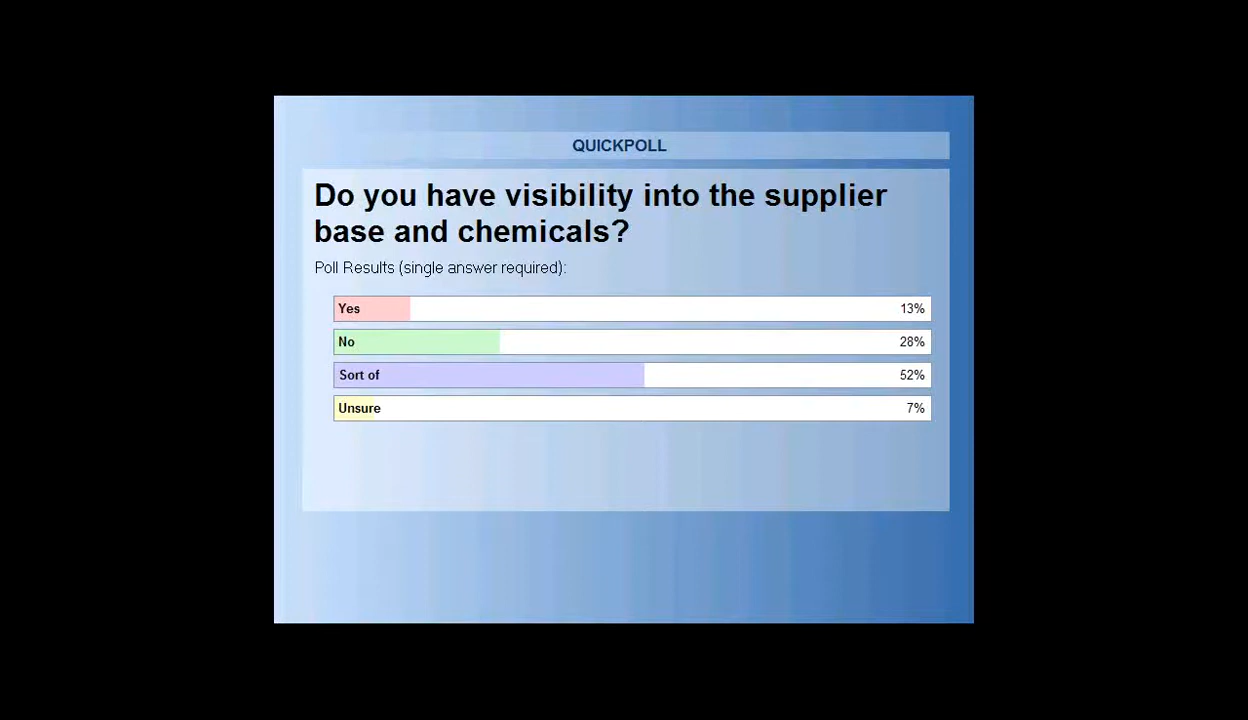 QUICKPOLL
Do you have visibility into the supplier
base and chemicals?
Poll Results (single answer required):
Yes 13%
No 28%
Sort of 52%
Unsure 7%